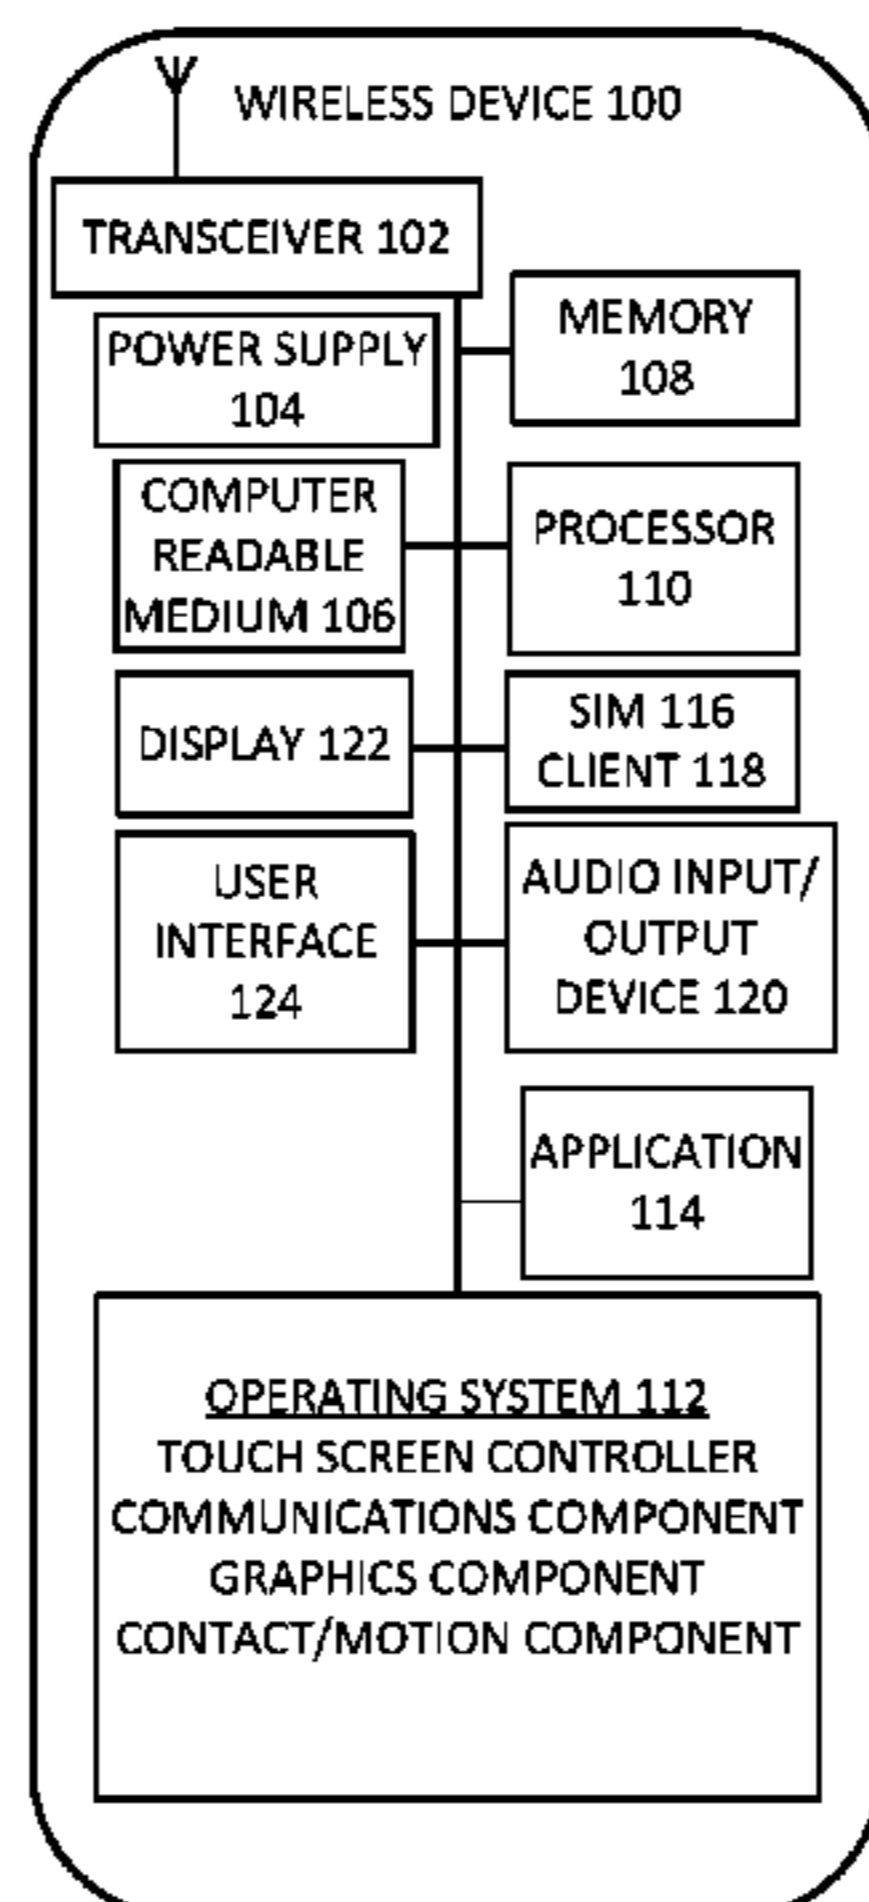 WIRELESS DEVICE 100
TRANSCEIVER 102
POWER SUPPLY
104
MEMORY
108
COMPUTER
READABLE
MEDIUM 106
PROCESSOR
110
DISPLAY 122
SIM 116
CLIENT 118
USER
INTERFACE
124
AUDIO INPUT/
OUTPUT
DEVICE 120
APPLICATION
114
OPERATING SYSTEM 112
TOUCH SCREEN CONTROLLER
COMMUNICATIONS COMPONENT
GRAPHICS COMPONENT
CONTACT/MOTION COMPONENT